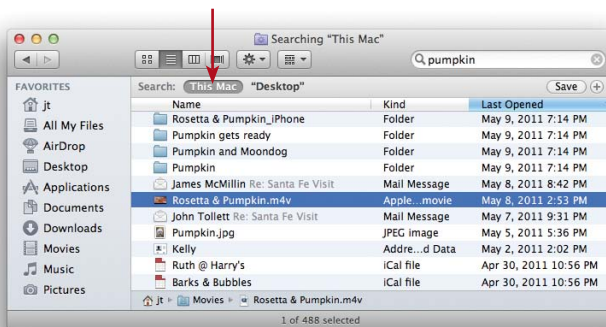 Searching "This Mac"
pumpkin
FAVORITES
jt
All My Files
AirDrop
Desktop
Applications
Documents
Downloads
Movies
Music
Pictures
Search: This Mac "Desktop" Save
Name Kind Last Opened
Rosetta & Pumpkin_iPhone Folder May 9, 2011 7:14 PM
Pumpkin gets ready Folder May 9, 2011 7:14 PM
Pumpkin and Moondog Folder May 9, 2011 7:14 PM
Pumpkin Folder May 9, 2011 7:14 PM
James McMillin Re: Santa Fe Visit Mail Message May 8, 2011 8:42 PM
Rosetta & Pumpkin.m4v Apple...movie May 8, 2011 2:53 PM
John Tollett Re: Santa Fe Visit Mail Message May 7, 2011 9:31 PM
Pumpkin.jpg JPEG image May 5, 2011 5:36 PM
Kelly Addre...d Data May 2, 2011 2:02 PM
Ruth @ Harry's iCal file Apr 30, 2011 10:56 PM
Barks & Bubbles iCal file Apr 30, 2011 10:56 PM
jt Movies Rosetta & Pumpkin.m4v
1 of 488 selected